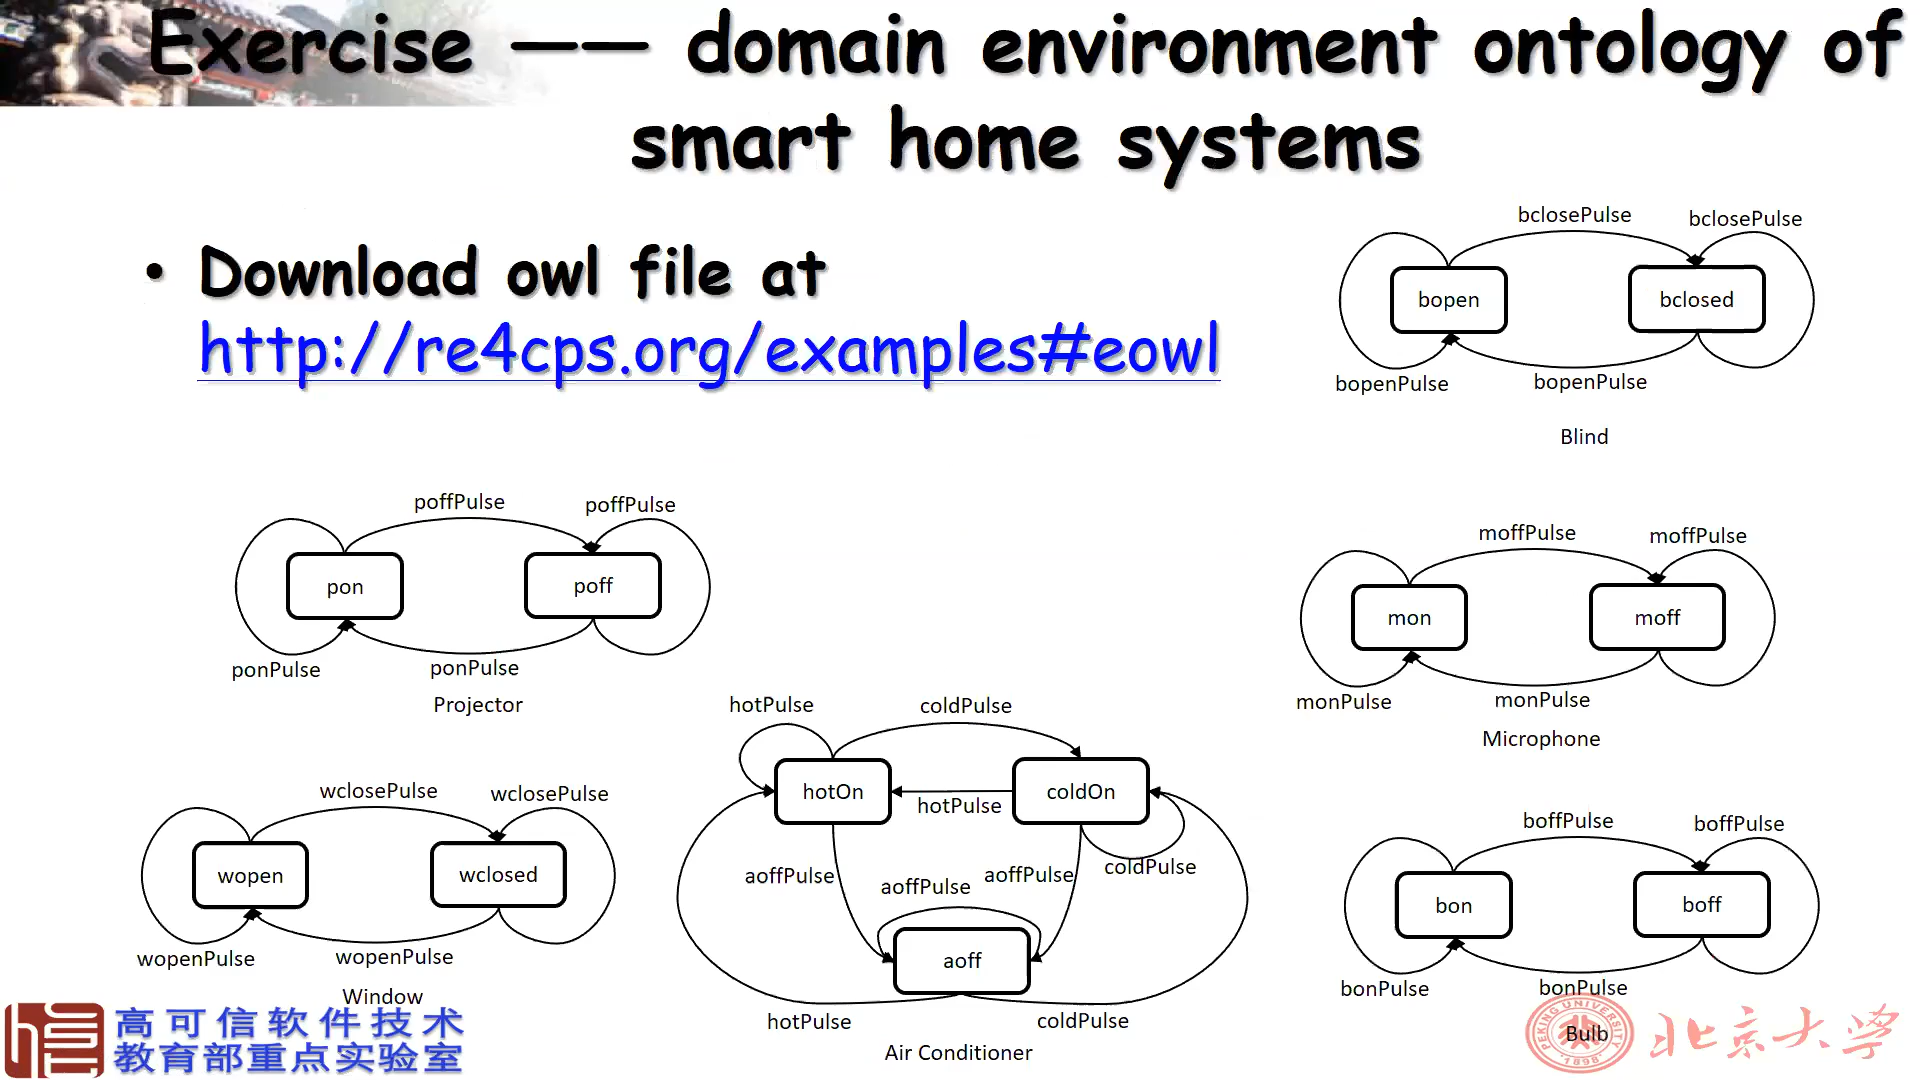 Exercise —— domain environment ontology of
smart home systems
• Download owl file at
http://re4cps.org/examples#eowl
bclosePulse
bclosePulse
bopen
bclosed
bopenPulse
bopenPulse
Blind
poffPulse
poffPulse
pon
poff
ponPulse
ponPulse
Projector
moffPulse
moffPulse
mon
moff
monPulse
monPulse
Microphone
wclosePulse
wclosePulse
wopen
wclosed
wopenPulse
wopenPulse
Window
hotPulse
coldPulse
hotOn
coldOn
hotPulse
coldPulse
aoffPulse
aoffPulse
aoffPulse
aoff
hotPulse
coldPulse
Air Conditioner
boffPulse
boffPulse
bon
boff
bonPulse
bonPulse
Bulb
高可信软件技术
教育部重点实验室
PEKING UNIVERSITY
1898
北京大学